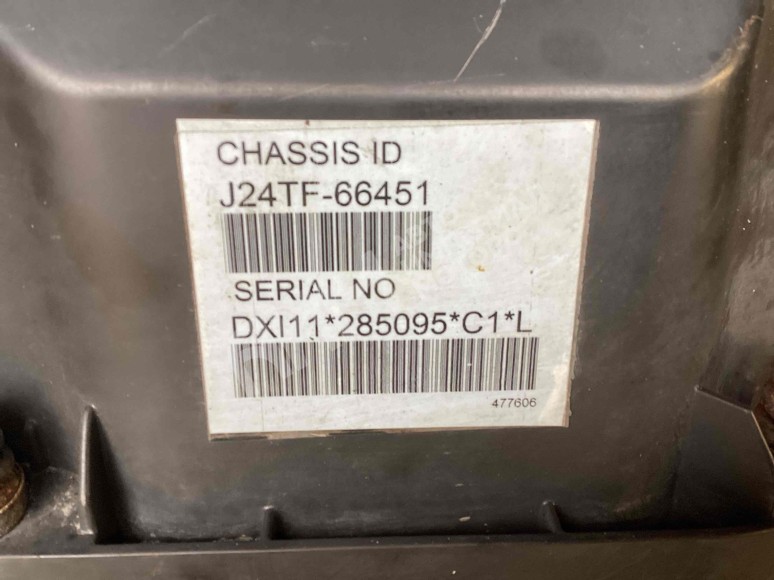 CHASSIS ID
J24TF-66451
SERIAL NO
DXI11*285095*C1*L
477606